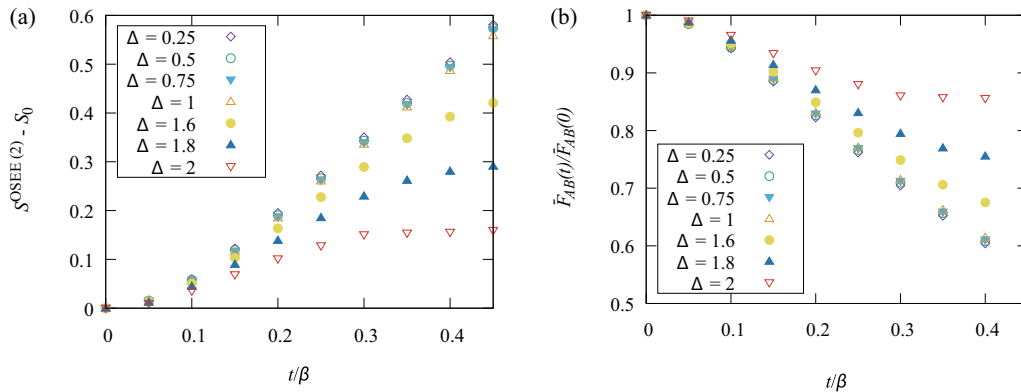 (a)
S^OSEE (2) - S_0
0.6
0.5
0.4
0.3
0.2
0.1
0
Δ = 0.25
Δ = 0.5
Δ = 0.75
Δ = 1
Δ = 1.6
Δ = 1.8
Δ = 2
0 0.1 0.2 0.3 0.4
t/β
(b)
F̄_AB(t)/F̄_AB(0)
1
0.9
0.8
0.7
0.6
0.5
Δ = 0.25
Δ = 0.5
Δ = 0.75
Δ = 1
Δ = 1.6
Δ = 1.8
Δ = 2
0 0.1 0.2 0.3 0.4
t/β